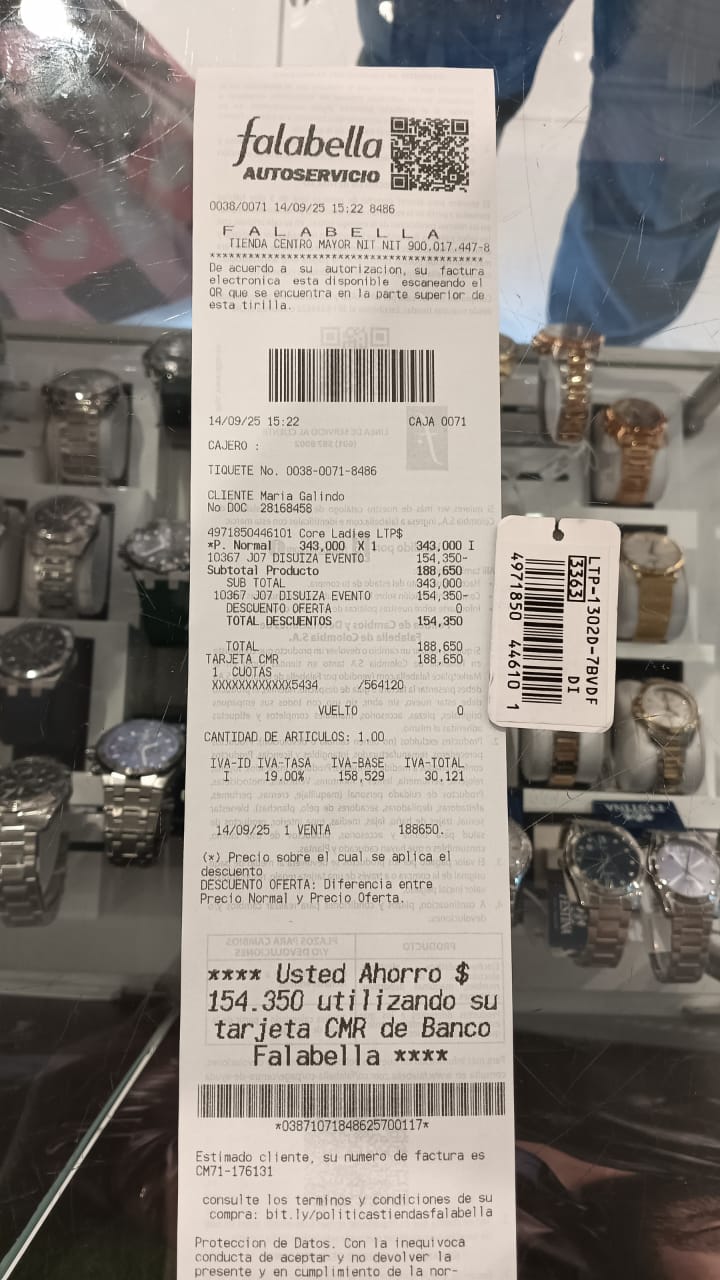 falabella
AUTOSERVICIO
0038/0071 14/09/25 15:22 8486
F A L A B E L L A
TIENDA CENTRO MAYOR NIT NIT 900.017.447-8
************************************************
De acuerdo a su autorizacion, su factura
electronica esta disponible escaneando el
QR que se encuentra en la parte superior de
esta tirilla.
14/09/25 15:22 CAJA 0071
CAJERO :
TIQUETE No. 0038-0071-8486
CLIENTE Maria Galindo
No DOC 28168458
4971850446101 Core Ladies LTP$
*P. Normal 343,000 X 1 343,000 I
10367 J07 DISUIZA EVENTO 154,350-
Subtotal Producto 188,650
SUB TOTAL 343,000
10367 J07 DISUIZA EVENTO 154,350-
DESCUENTO OFERTA 0
TOTAL DESCUENTOS 154,350
TOTAL 188,650
TARJETA CMR 188,650
1 CUOTAS
XXXXXXXXXXXX5434 /564120
VUELTO 0
CANTIDAD DE ARTICULOS: 1.00
IVA-ID IVA-TASA IVA-BASE IVA-TOTAL
I 19.00% 158,529 30,121
14/09/25 1 VENTA 188650.
(*) Precio sobre el cual se aplica el
descuento
DESCUENTO OFERTA: Diferencia entre
Precio Normal y Precio Oferta.
**** Usted Ahorro $
154.350 utilizando su
tarjeta CMR de Banco
Falabella ****
*03871071848625700117*
Estimado cliente, su numero de factura es
CM71-176131
consulte los terminos y condiciones de su
compra: bit.ly/politicastiendasfalabella
Proteccion de Datos. Con la inequivoca
conducta de aceptar y no devolver la
presente y en cumplimiento de la nor-
LTP-1302D-7BVDF
DI
3363
4971850 44610 1
FESTINA